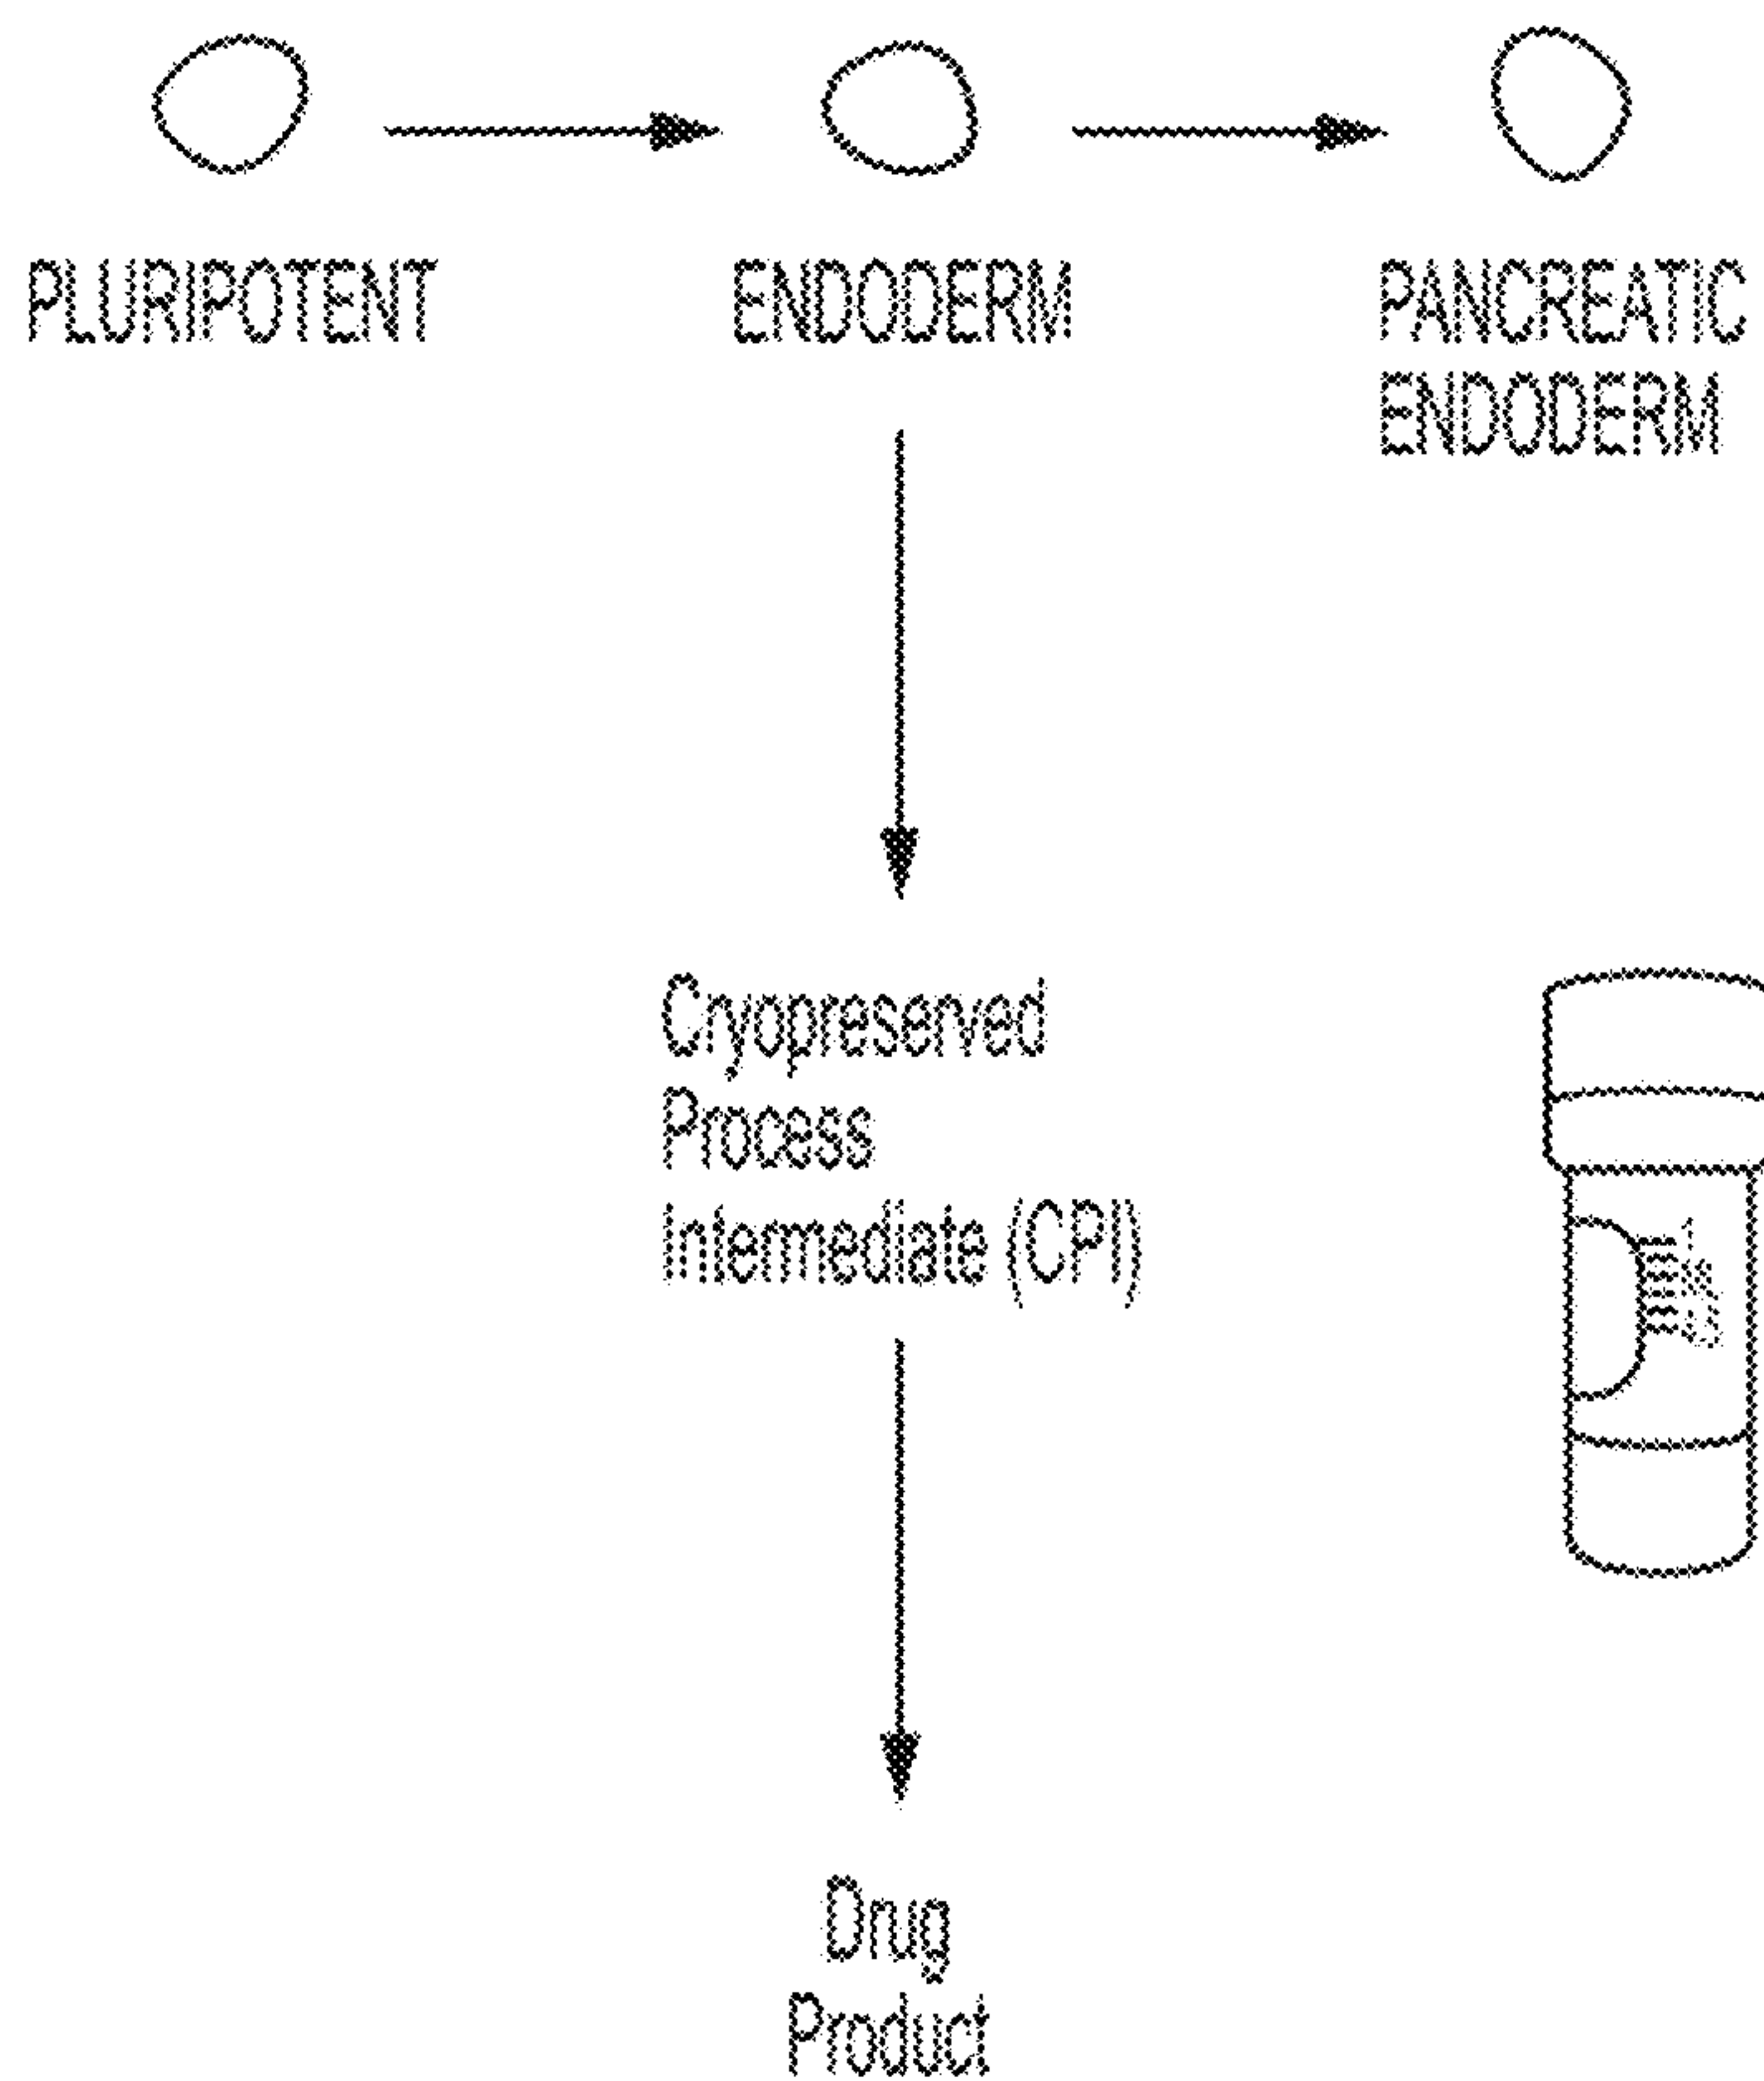 PLURIPOTENT
ENDODERM
PANCREATIC
ENDODERM
Cryopreserved
Process
Intermediate (CPI)
Drug
Product